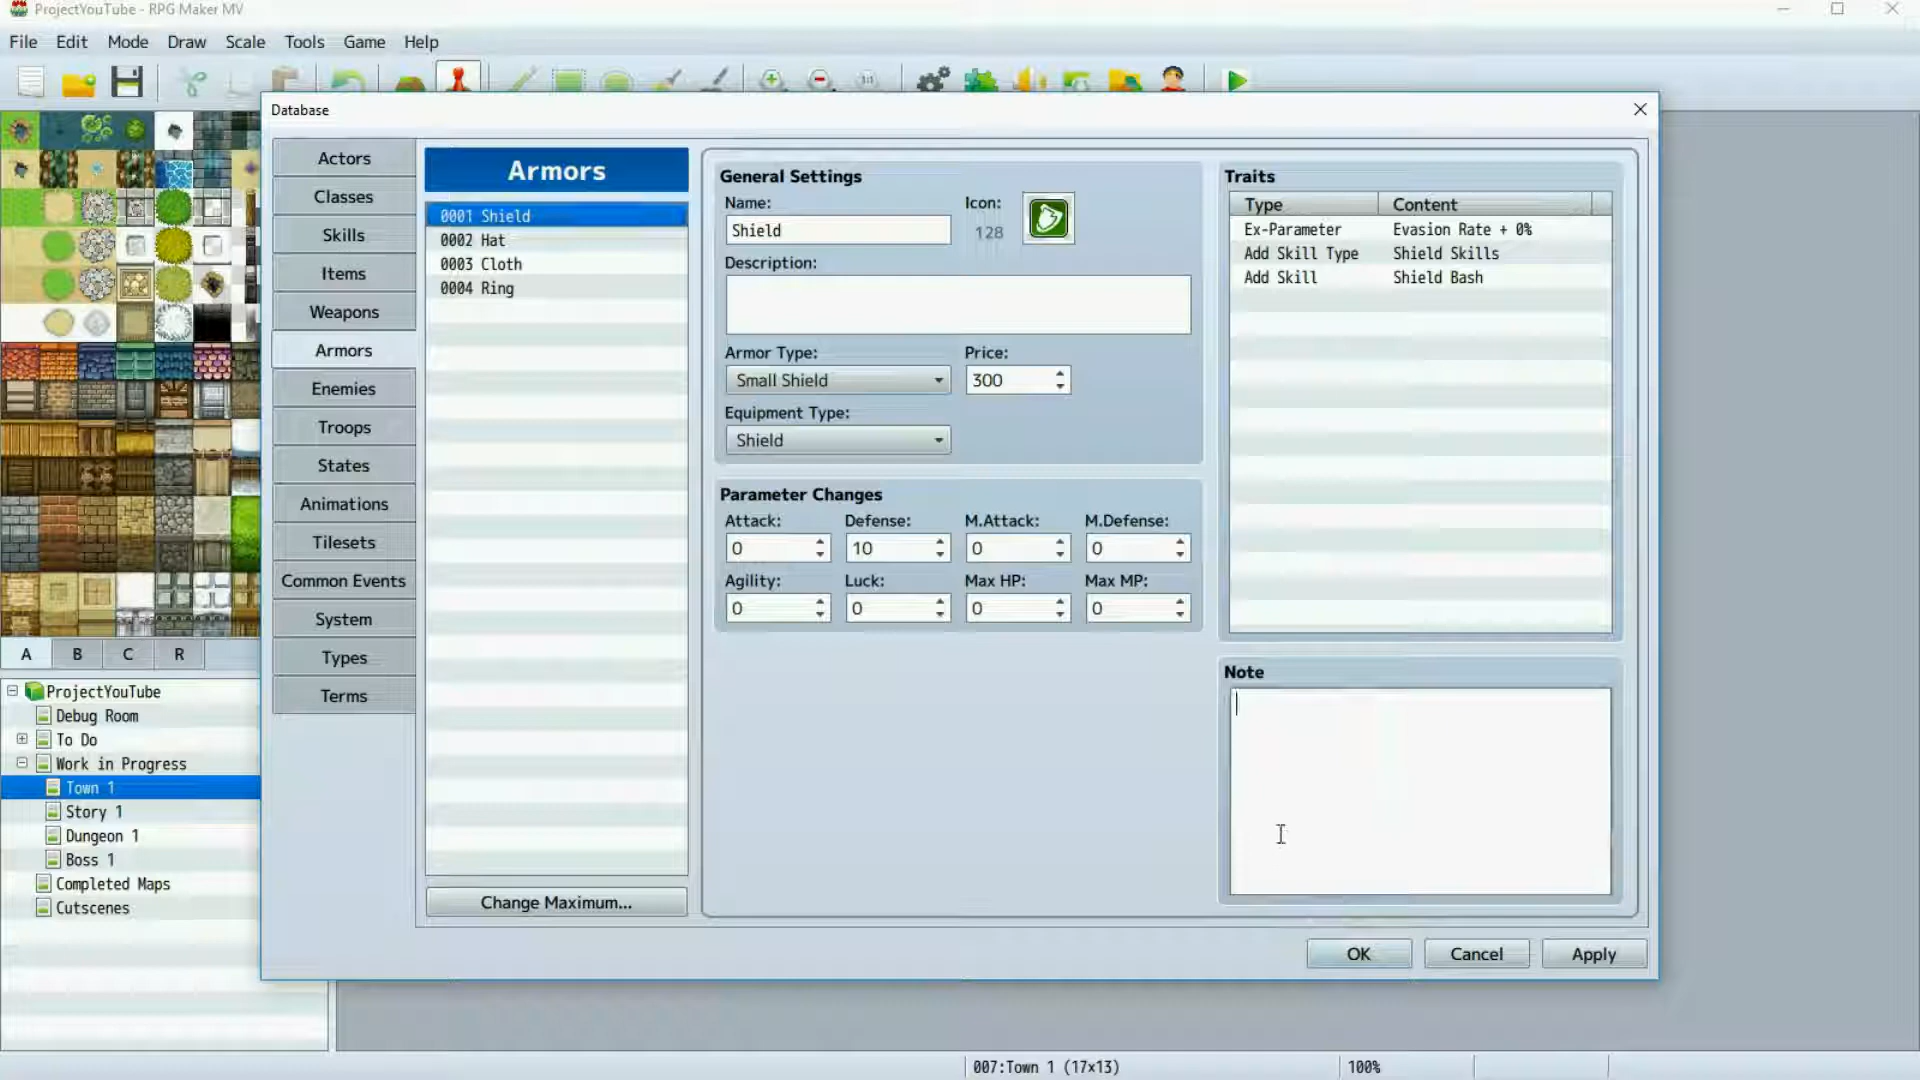 ProjectYouTube - RPG Maker MV
File Edit Mode Draw Scale Tools Game Help
1:1
Database
Actors
Classes
Skills
Items
Weapons
Armors
Enemies
Troops
States
Animations
Tilesets
Common Events
System
Types
Terms
Armors
0001 Shield
0002 Hat
0003 Cloth
0004 Ring
Change Maximum...
General Settings
Name:
Shield
Icon:
128
Description:
Armor Type:
Small Shield
Price:
300
Equipment Type:
Shield
Parameter Changes
Attack: Defense: M.Attack: M.Defense:
0 10 0 0
Agility: Luck: Max HP: Max MP:
0 0 0 0
Traits
Type Content
Ex-Parameter Evasion Rate + 0%
Add Skill Type Shield Skills
Add Skill Shield Bash
Note
OK Cancel Apply
A B C R
ProjectYouTube
Debug Room
To Do
Work in Progress
Town 1
Story 1
Dungeon 1
Boss 1
Completed Maps
Cutscenes
007:Town 1 (17×13) 100%